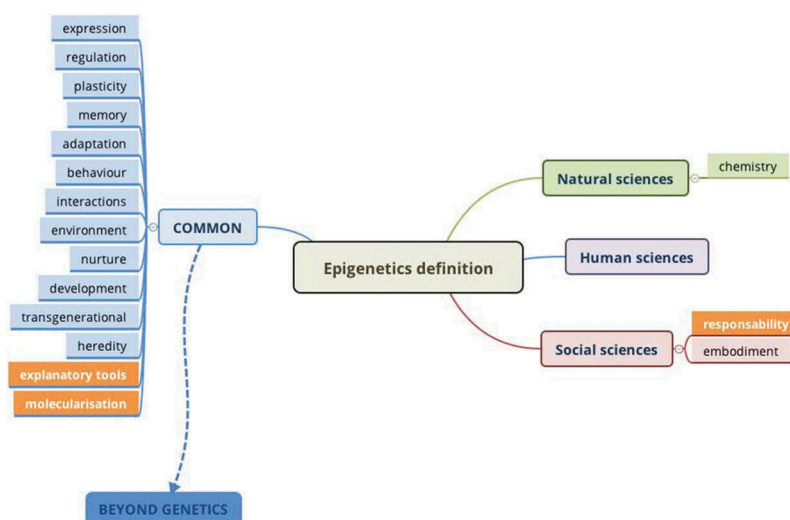 expression
regulation
plasticity
memory
adaptation
behaviour
interactions
environment
nurture
development
transgenerational
heredity
explanatory tools
molecularisation
COMMON
BEYOND GENETICS
Epigenetics definition
Natural sciences
chemistry
Human sciences
Social sciences
responsability
embodiment